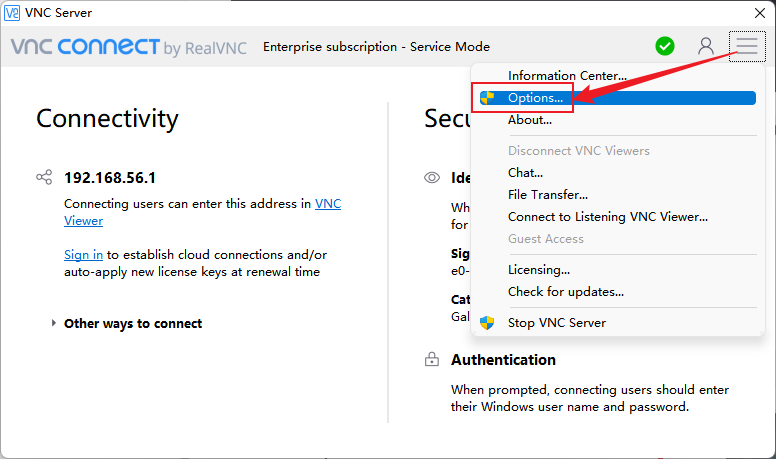 VNC Server
VNC CONNECT by RealVNC
Enterprise subscription - Service Mode
Information Center...
Options...
About...
Disconnect VNC Viewers
Chat...
File Transfer...
Connect to Listening VNC Viewer...
Guest Access
Licensing...
Check for updates...
Stop VNC Server
Connectivity
192.168.56.1
Connecting users can enter this address in VNC
Viewer
Sign in to establish cloud connections and/or
auto-apply new license keys at renewal time
Other ways to connect
Secu
Ide
Wh
for
Sig
e0-
Cat
Gal
Authentication
When prompted, connecting users should enter
their Windows user name and password.